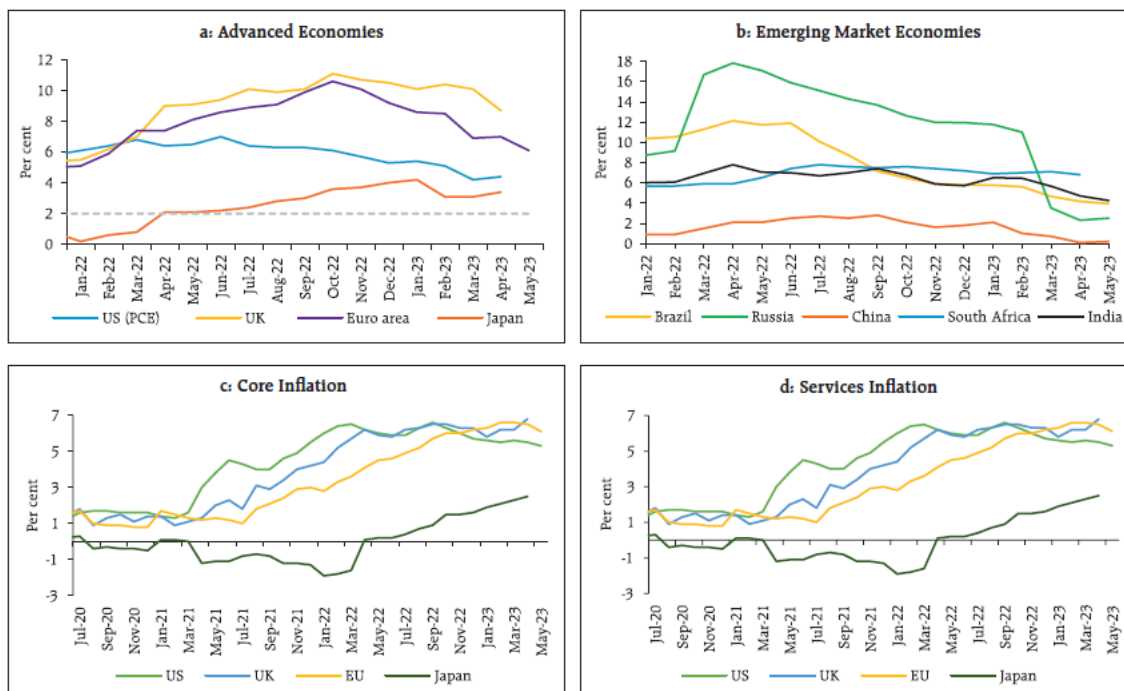 a: Advanced Economies
Per cent
12
10
8
6
4
2
0
Jan-22
Feb-22
Mar-22
Apr-22
May-22
Jun-22
Jul-22
Aug-22
Sep-22
Oct-22
Nov-22
Dec-22
Jan-23
Feb-23
Mar-23
Apr-23
May-23
US (PCE) UK Euro area Japan
b: Emerging Market Economies
Per cent
18
16
14
12
10
8
6
4
2
0
Jan-22
Feb-22
Mar-22
Apr-22
May-22
Jun-22
Jul-22
Aug-22
Sep-22
Oct-22
Nov-22
Dec-22
Jan-23
Feb-23
Mar-23
Apr-23
May-23
Brazil Russia China South Africa India
c: Core Inflation
Per cent
7
5
3
1
-1
-3
Jul-20
Sep-20
Nov-20
Jan-21
Mar-21
May-21
Jul-21
Sep-21
Nov-21
Jan-22
Mar-22
May-22
Jul-22
Sep-22
Nov-22
Jan-23
Mar-23
May-23
US UK EU Japan
d: Services Inflation
Per cent
7
5
3
1
-1
-3
Jul-20
Sep-20
Nov-20
Jan-21
Mar-21
May-21
Jul-21
Sep-21
Nov-21
Jan-22
Mar-22
May-22
Jul-22
Sep-22
Nov-22
Jan-23
Mar-23
May-23
US UK EU Japan